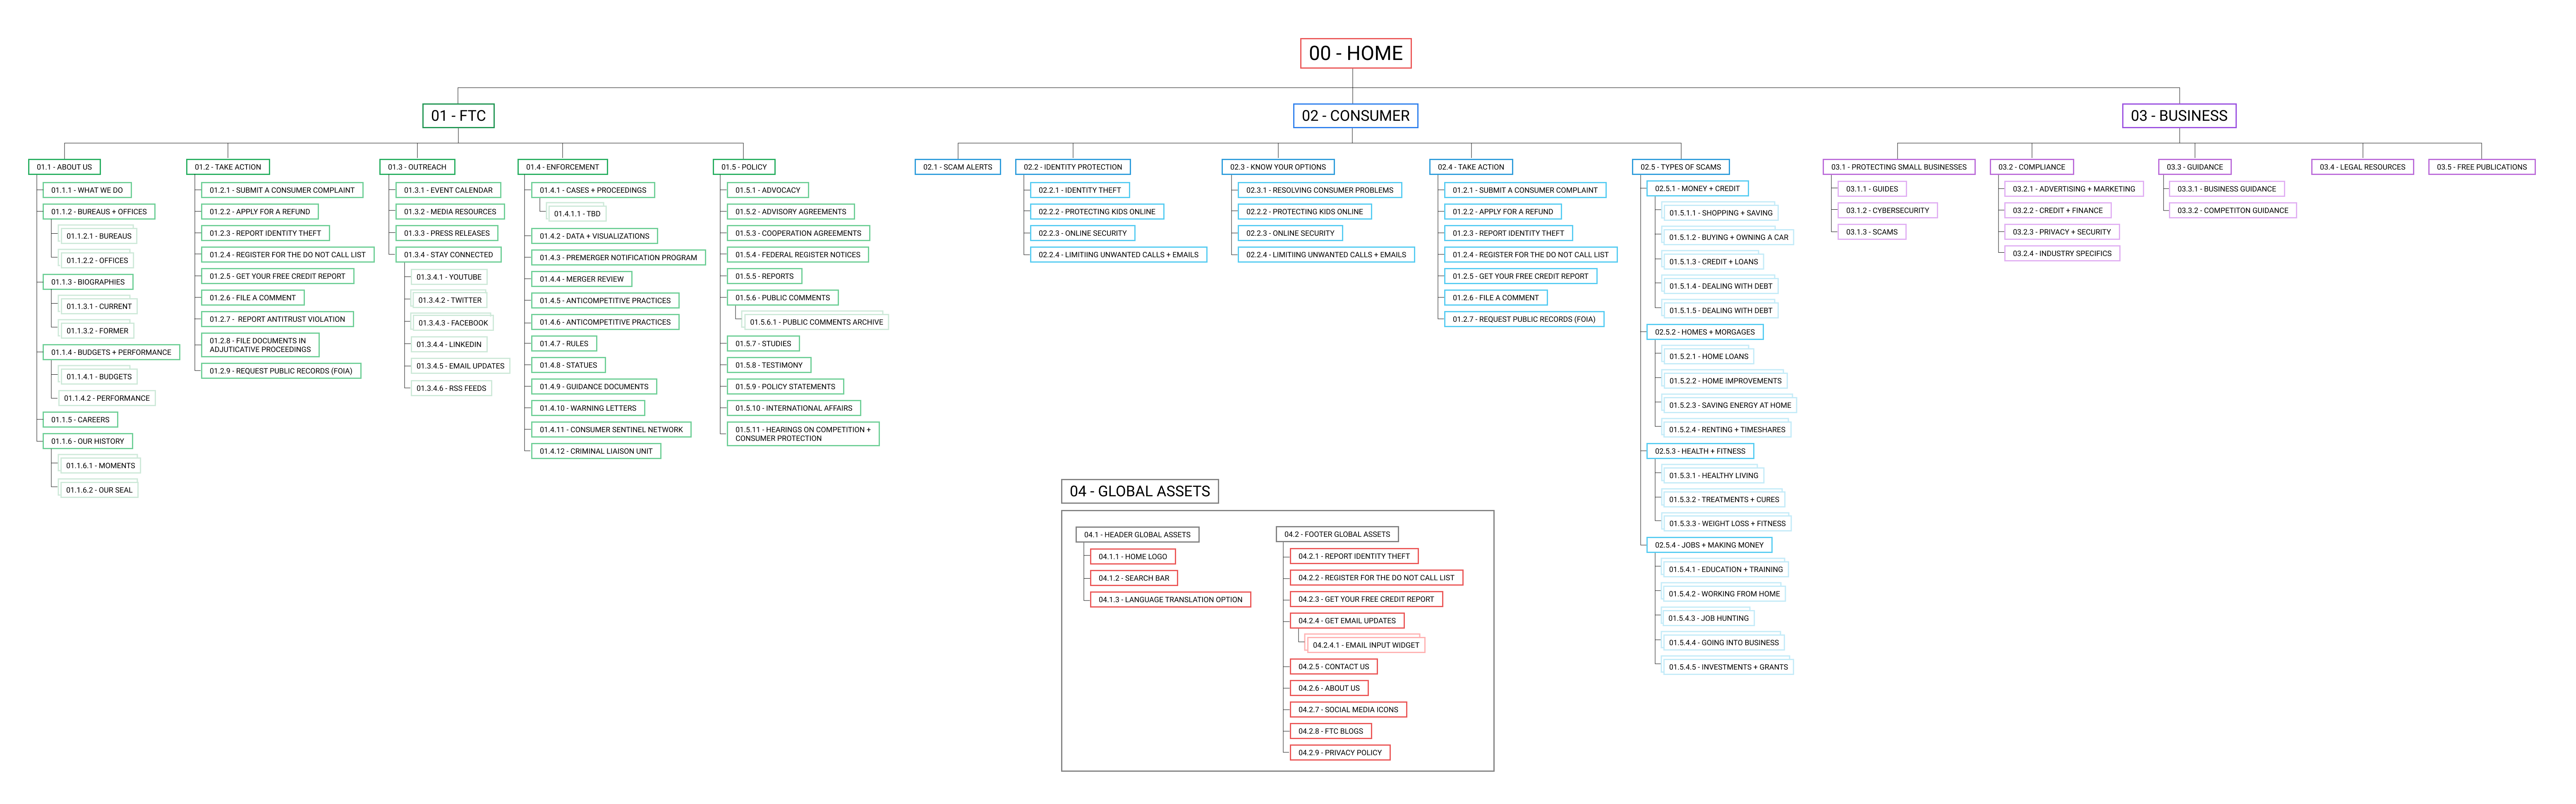 00 - HOME
01 - FTC
01.1 - ABOUT US
01.1.1 - WHAT WE DO
01.1.2 - BUREAUS + OFFICES
01.1.2.1 - BUREAUS
01.1.2.2 - OFFICES
01.1.3 - BIOGRAPHIES
01.1.3.1 - CURRENT
01.1.3.2 - FORMER
01.1.4 - BUDGETS + PERFORMANCE
01.1.4.1 - BUDGETS
01.1.4.2 - PERFORMANCE
01.1.5 - CAREERS
01.1.6 - OUR HISTORY
01.1.6.1 - MOMENTS
01.1.6.2 - OUR SEAL
01.2 - TAKE ACTION
01.2.1 - SUBMIT A CONSUMER COMPLAINT
01.2.2 - APPLY FOR A REFUND
01.2.3 - REPORT IDENTITY THEFT
01.2.4 - REGISTER FOR THE DO NOT CALL LIST
01.2.5 - GET YOUR FREE CREDIT REPORT
01.2.6 - FILE A COMMENT
01.2.7 - REPORT ANTITRUST VIOLATION
01.2.8 - FILE DOCUMENTS IN
ADJUTICATIVE PROCEEDINGS
01.2.9 - REQUEST PUBLIC RECORDS (FOIA)
01.3 - OUTREACH
01.3.1 - EVENT CALENDAR
01.3.2 - MEDIA RESOURCES
01.3.3 - PRESS RELEASES
01.3.4 - STAY CONNECTED
01.3.4.1 - YOUTUBE
01.3.4.2 - TWITTER
01.3.4.3 - FACEBOOK
01.3.4.4 - LINKEDIN
01.3.4.5 - EMAIL UPDATES
01.3.4.6 - RSS FEEDS
01.4 - ENFORCEMENT
01.4.1 - CASES + PROCEEDINGS
01.4.1.1 - TBD
01.4.2 - DATA + VISUALIZATIONS
01.4.3 - PREMERGER NOTIFICATION PROGRAM
01.4.4 - MERGER REVIEW
01.4.5 - ANTICOMPETITIVE PRACTICES
01.4.6 - ANTICOMPETITIVE PRACTICES
01.4.7 - RULES
01.4.8 - STATUES
01.4.9 - GUIDANCE DOCUMENTS
01.4.10 - WARNING LETTERS
01.4.11 - CONSUMER SENTINEL NETWORK
01.4.12 - CRIMINAL LIAISON UNIT
01.5 - POLICY
01.5.1 - ADVOCACY
01.5.2 - ADVISORY AGREEMENTS
01.5.3 - COOPERATION AGREEMENTS
01.5.4 - FEDERAL REGISTER NOTICES
01.5.5 - REPORTS
01.5.6 - PUBLIC COMMENTS
01.5.6.1 - PUBLIC COMMENTS ARCHIVE
01.5.7 - STUDIES
01.5.8 - TESTIMONY
01.5.9 - POLICY STATEMENTS
01.5.10 - INTERNATIONAL AFFAIRS
01.5.11 - HEARINGS ON COMPETITION +
CONSUMER PROTECTION
02 - CONSUMER
02.1 - SCAM ALERTS
02.2 - IDENTITY PROTECTION
02.2.1 - IDENTITY THEFT
02.2.2 - PROTECTING KIDS ONLINE
02.2.3 - ONLINE SECURITY
02.2.4 - LIMITIING UNWANTED CALLS + EMAILS
02.3 - KNOW YOUR OPTIONS
02.3.1 - RESOLVING CONSUMER PROBLEMS
02.2.2 - PROTECTING KIDS ONLINE
02.2.3 - ONLINE SECURITY
02.2.4 - LIMITIING UNWANTED CALLS + EMAILS
02.4 - TAKE ACTION
01.2.1 - SUBMIT A CONSUMER COMPLAINT
01.2.2 - APPLY FOR A REFUND
01.2.3 - REPORT IDENTITY THEFT
01.2.4 - REGISTER FOR THE DO NOT CALL LIST
01.2.5 - GET YOUR FREE CREDIT REPORT
01.2.6 - FILE A COMMENT
01.2.7 - REQUEST PUBLIC RECORDS (FOIA)
02.5 - TYPES OF SCAMS
02.5.1 - MONEY + CREDIT
01.5.1.1 - SHOPPING + SAVING
01.5.1.2 - BUYING + OWNING A CAR
01.5.1.3 - CREDIT + LOANS
01.5.1.4 - DEALING WITH DEBT
01.5.1.5 - DEALING WITH DEBT
02.5.2 - HOMES + MORGAGES
01.5.2.1 - HOME LOANS
01.5.2.2 - HOME IMPROVEMENTS
01.5.2.3 - SAVING ENERGY AT HOME
01.5.2.4 - RENTING + TIMESHARES
02.5.3 - HEALTH + FITNESS
01.5.3.1 - HEALTHY LIVING
01.5.3.2 - TREATMENTS + CURES
01.5.3.3 - WEIGHT LOSS + FITNESS
02.5.4 - JOBS + MAKING MONEY
01.5.4.1 - EDUCATION + TRAINING
01.5.4.2 - WORKING FROM HOME
01.5.4.3 - JOB HUNTING
01.5.4.4 - GOING INTO BUSINESS
01.5.4.5 - INVESTMENTS + GRANTS
03 - BUSINESS
03.1 - PROTECTING SMALL BUSINESSES
03.1.1 - GUIDES
03.1.2 - CYBERSECURITY
03.1.3 - SCAMS
03.2 - COMPLIANCE
03.2.1 - ADVERTISING + MARKETING
03.2.2 - CREDIT + FINANCE
03.2.3 - PRIVACY + SECURITY
03.2.4 - INDUSTRY SPECIFICS
03.3 - GUIDANCE
03.3.1 - BUSINESS GUIDANCE
03.3.2 - COMPETITON GUIDANCE
03.4 - LEGAL RESOURCES
03.5 - FREE PUBLICATIONS
04 - GLOBAL ASSETS
04.1 - HEADER GLOBAL ASSETS
04.1.1 - HOME LOGO
04.1.2 - SEARCH BAR
04.1.3 - LANGUAGE TRANSLATION OPTION
04.2 - FOOTER GLOBAL ASSETS
04.2.1 - REPORT IDENTITY THEFT
04.2.2 - REGISTER FOR THE DO NOT CALL LIST
04.2.3 - GET YOUR FREE CREDIT REPORT
04.2.4 - GET EMAIL UPDATES
04.2.4.1 - EMAIL INPUT WIDGET
04.2.5 - CONTACT US
04.2.6 - ABOUT US
04.2.7 - SOCIAL MEDIA ICONS
04.2.8 - FTC BLOGS
04.2.9 - PRIVACY POLICY